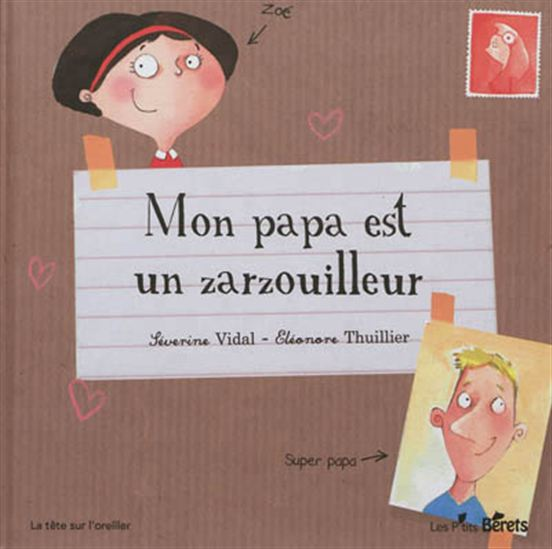 Zoé
Mon papa est
un zarzouilleur
Séverine Vidal - Eléonore Thuillier
Super papa
La tête sur l'oreiller
Les P'tits Bérets